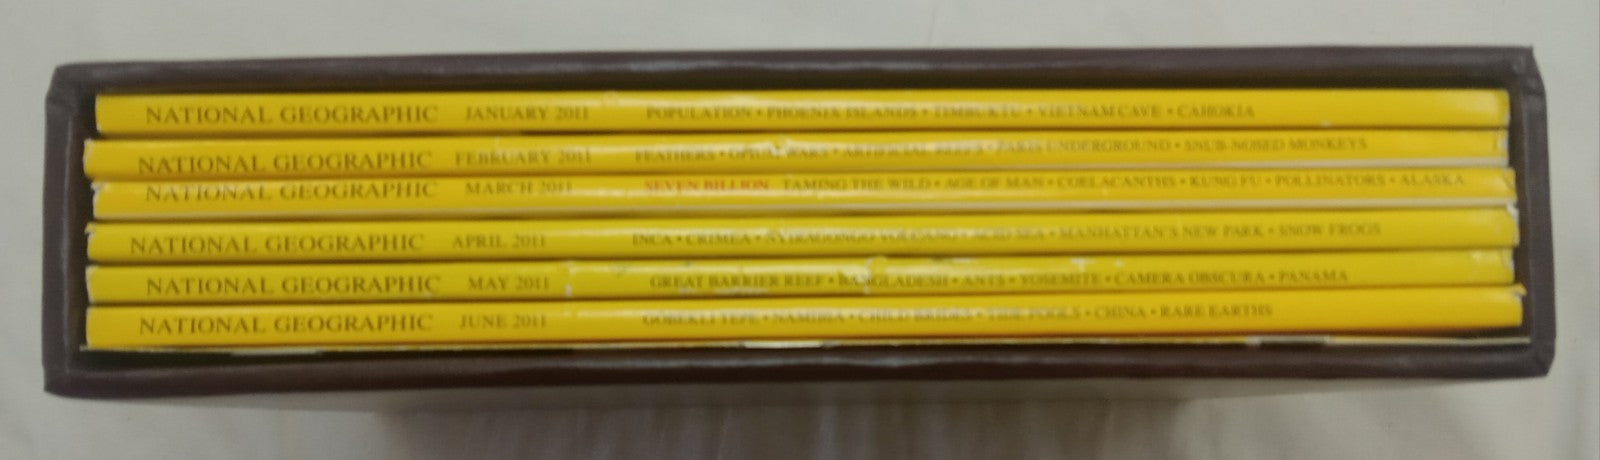 NATIONAL GEOGRAPHIC JANUARY 2011 POPULATION • PHOENIX ISLANDS • TIMBUKTU • VIETNAM CAVE • CAHOKIA
NATIONAL GEOGRAPHIC FEBRUARY 2011 FEATHERS • OPIUM WARS • ARTIFICIAL REEFS • PARIS UNDERGROUND • SNUB-NOSED MONKEYS
NATIONAL GEOGRAPHIC MARCH 2011 SEVEN BILLION TAMING THE WILD • AGE OF MAN • COELACANTHS • KUNG FU • POLLINATORS • ALASKA
NATIONAL GEOGRAPHIC APRIL 2011 INCA • CRIMEA • NYIRAGONGO VOLCANO • ACID SEA • MANHATTAN'S NEW PARK • SNOW FROGS
NATIONAL GEOGRAPHIC MAY 2011 GREAT BARRIER REEF • BANGLADESH • ANTS • YOSEMITE • CAMERA OBSCURA • PANAMA
NATIONAL GEOGRAPHIC JUNE 2011 GÖBEKLI TEPE • NAMIBIA • CHILD BRIDES • TIDE POOLS • CHINA • RARE EARTHS